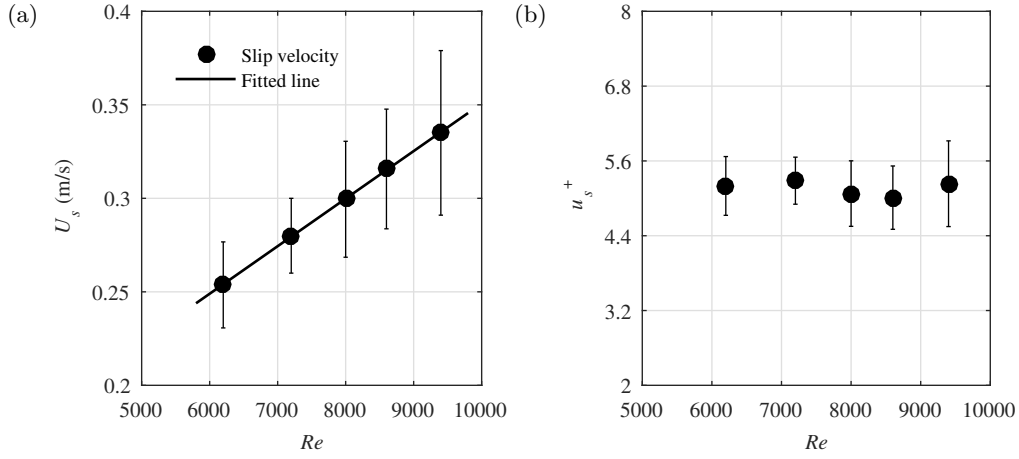 (a)
0.4
0.35
0.3
0.25
0.2
U_s (m/s)
Slip velocity
Fitted line
5000 6000 7000 8000 9000 10000
Re
(b)
8
6.8
5.6
4.4
3.2
2
u_s^+
5000 6000 7000 8000 9000 10000
Re